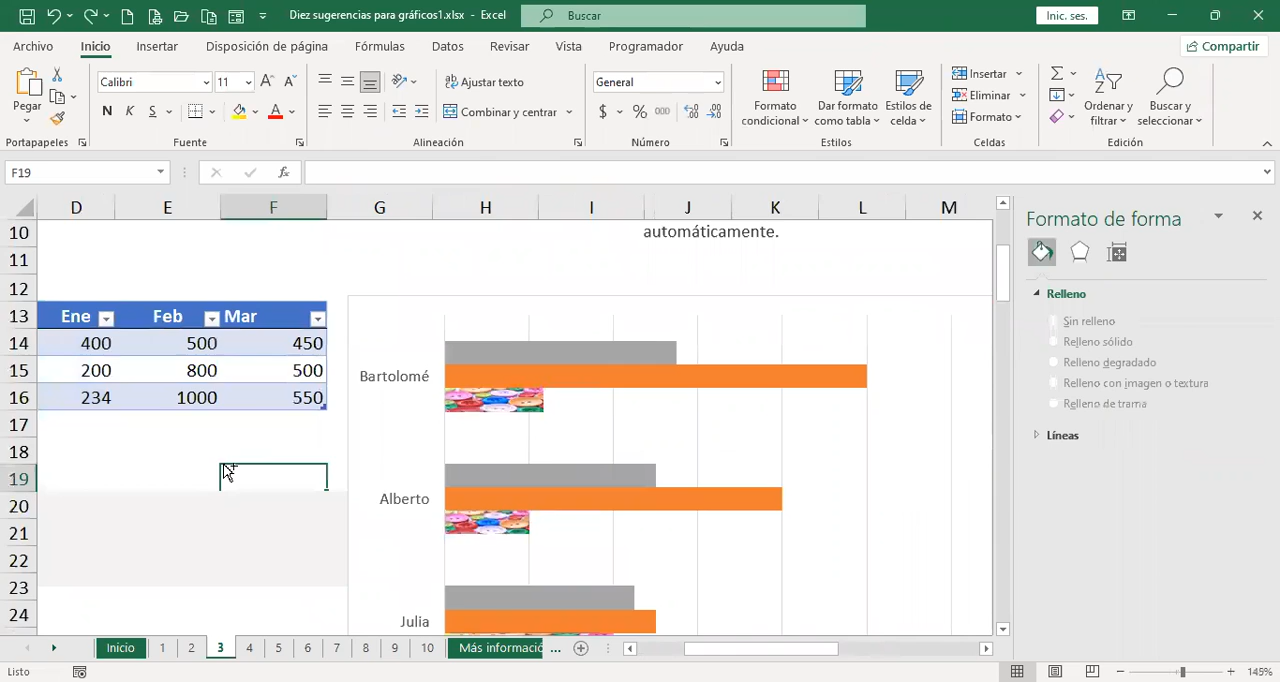 Diez sugerencias para gráficos1.xlsx - Excel
Buscar
Inic. ses.
Archivo Inicio Insertar Disposición de página Fórmulas Datos Revisar Vista Programador Ayuda
Compartir
Pegar
Calibri 11
N K S
Ajustar texto
Combinar y centrar
General
$ % 000
Formato condicional
Dar formato como tabla
Estilos de celda
Insertar
Eliminar
Formato
Ordenar y filtrar
Buscar y seleccionar
Portapapeles Fuente Alineación Número Estilos Celdas Edición
F19
fx
D E F G H I J K L M
10
automáticamente.
11
12
13 Ene Feb Mar
14 400 500 450
15 200 800 500
16 234 1000 550
17
18
19
20
21
22
23
24
Bartolomé
Alberto
Julia
Formato de forma
Relleno
Sin relleno
Relleno sólido
Relleno degradado
Relleno con imagen o textura
Relleno de trama
Líneas
Inicio 1 2 3 4 5 6 7 8 9 10 Más informació ...
Listo
145%